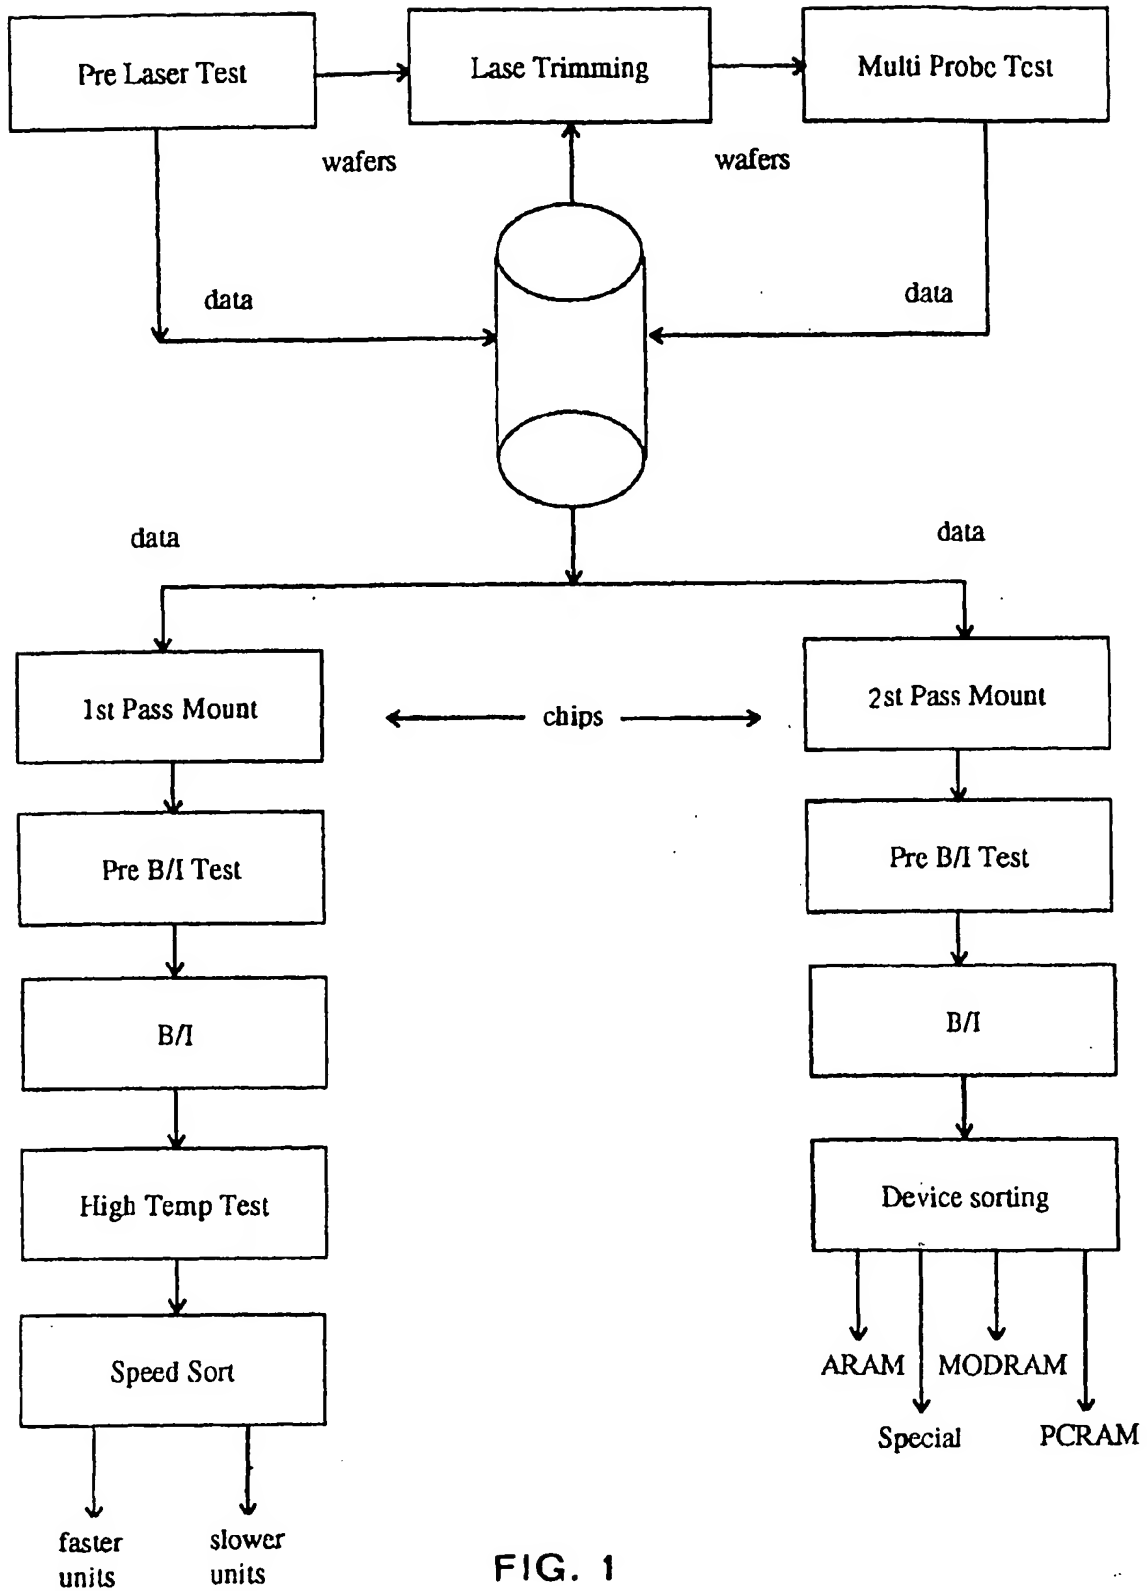 Pre Laser Test
Lase Trimming
Multi Probe Test
wafers
wafers
data
data
data
data
1st Pass Mount
chips
2st Pass Mount
Pre B/I Test
Pre B/I Test
B/I
B/I
High Temp Test
Device sorting
Speed Sort
ARAM
MODRAM
Special
PCRAM
faster
units
slower
units
FIG. 1